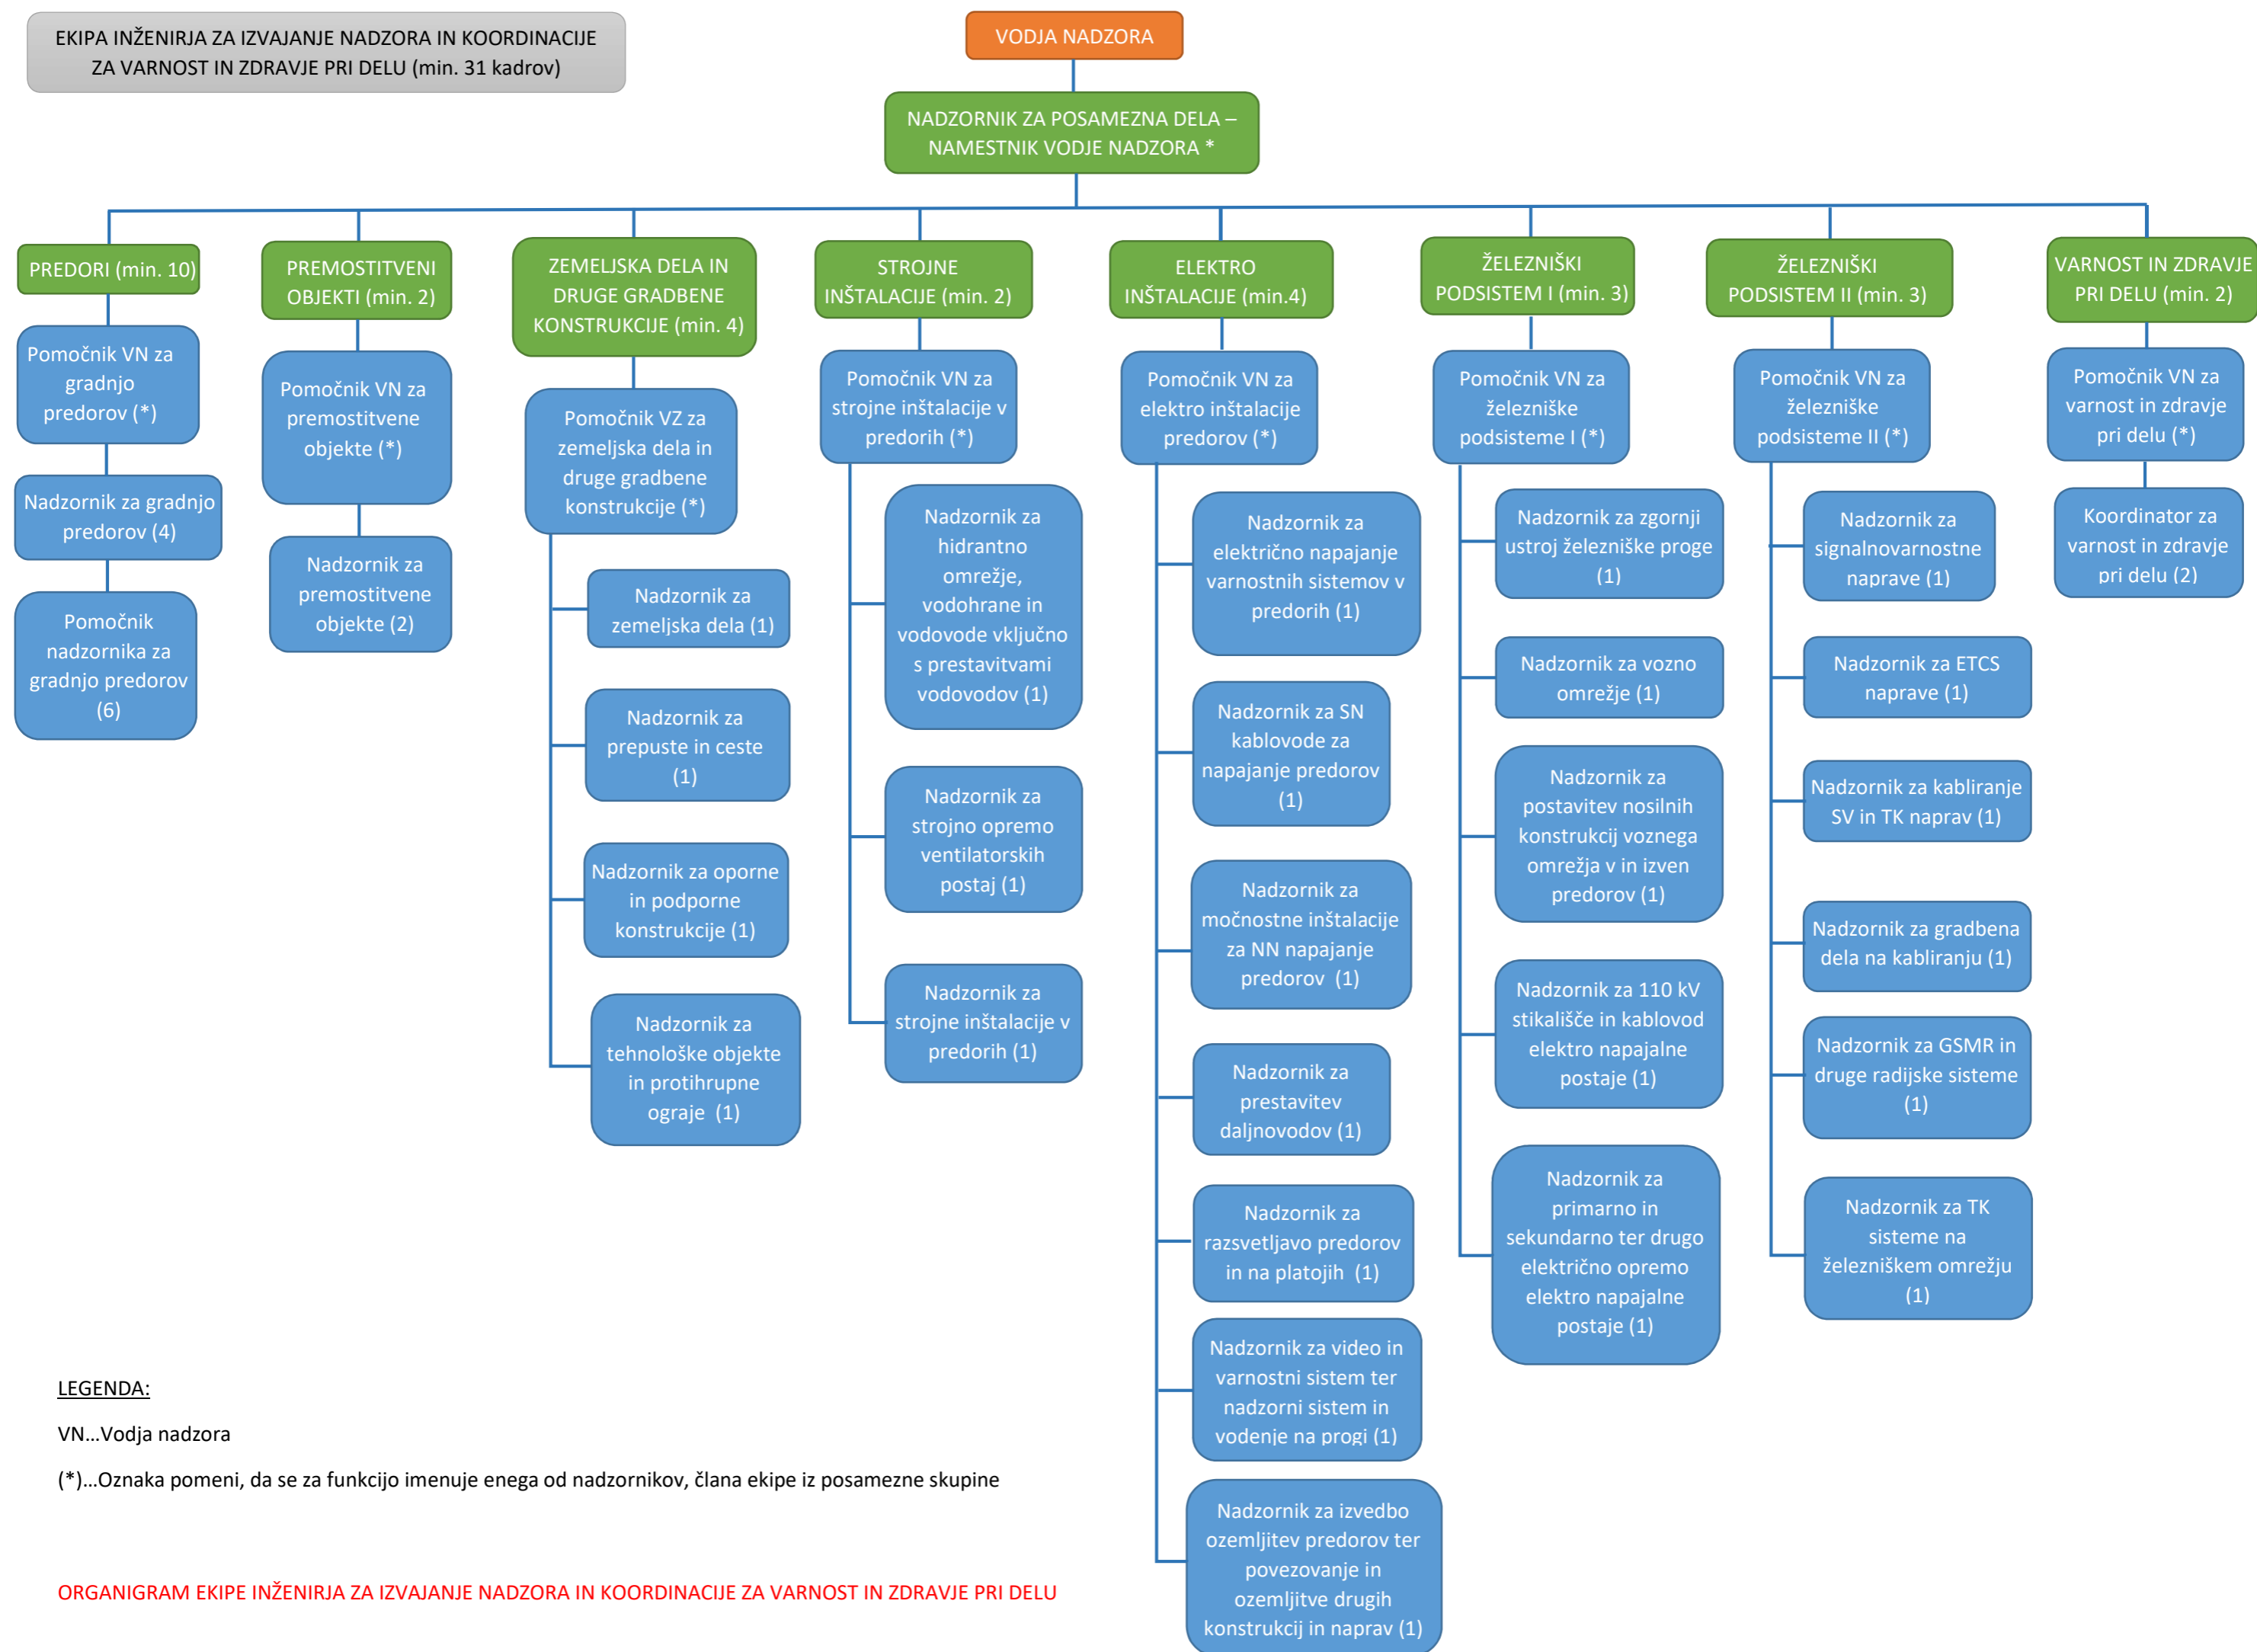 EKIPA INŽENIRJA ZA IZVAJANJE NADZORA IN KOORDINACIJE
ZA VARNOST IN ZDRAVJE PRI DELU (min. 31 kadrov)
VODJA NADZORA
NADZORNIK ZA POSAMEZNA DELA –
NAMESTNIK VODJE NADZORA *
PREDORI (min. 10)
Pomočnik VN za
gradnjo
predorov (*)
Nadzornik za gradnjo
predorov (4)
Pomočnik
nadzornika za
gradnjo predorov
(6)
PREMOSTITVENI
OBJEKTI (min. 2)
Pomočnik VN za
premostitvene
objekte (*)
Nadzornik za
premostitvene
objekte (2)
ZEMELJSKA DELA IN
DRUGE GRADBENE
KONSTRUKCIJE (min. 4)
Pomočnik VZ za
zemeljska dela in
druge gradbene
konstrukcije (*)
Nadzornik za
zemeljska dela (1)
Nadzornik za
prepuste in ceste
(1)
Nadzornik za oporne
in podporne
konstrukcije (1)
Nadzornik za
tehnološke objekte
in protihrupne
ograje (1)
STROJNE
INŠTALACIJE (min. 2)
Pomočnik VN za
strojne inštalacije v
predorih (*)
Nadzornik za
hidrantno
omrežje,
vodohrane in
vodovode vključno
s prestavitvami
vodovodov (1)
Nadzornik za
strojno opremo
ventilatorskih
postaj (1)
Nadzornik za
strojne inštalacije v
predorih (1)
ELEKTRO
INŠTALACIJE (min.4)
Pomočnik VN za
elektro inštalacije
predorov (*)
Nadzornik za
električno napajanje
varnostnih sistemov v
predorih (1)
Nadzornik za SN
kablovode za
napajanje predorov
(1)
Nadzornik za
močnostne inštalacije
za NN napajanje
predorov (1)
Nadzornik za
prestavitev
daljnovodov (1)
Nadzornik za
razsvetljavo predorov
in na platojih (1)
Nadzornik za video in
varnostni sistem ter
nadzorni sistem in
vodenje na progi (1)
Nadzornik za izvedbo
ozemljitev predorov ter
povezovanje in
ozemljitve drugih
konstrukcij in naprav (1)
ŽELEZNIŠKI
PODSISTEM I (min. 3)
Pomočnik VN za
železniške
podsisteme I (*)
Nadzornik za zgornji
ustroj železniške proge
(1)
Nadzornik za vozno
omrežje (1)
Nadzornik za
postavitev nosilnih
konstrukcij voznega
omrežja v in izven
predorov (1)
Nadzornik za 110 kV
stikališče in kablovod
elektro napajalne
postaje (1)
Nadzornik za
primarno in
sekundarno ter drugo
električno opremo
elektro napajalne
postaje (1)
ŽELEZNIŠKI
PODSISTEM II (min. 3)
Pomočnik VN za
železniške
podsisteme II (*)
Nadzornik za
signalnovarnostne
naprave (1)
Nadzornik za ETCS
naprave (1)
Nadzornik za kabliranje
SV in TK naprav (1)
Nadzornik za gradbena
dela na kabliranju (1)
Nadzornik za GSMR in
druge radijske sisteme
(1)
Nadzornik za TK
sisteme na
železniškem omrežju
(1)
VARNOST IN ZDRAVJE
PRI DELU (min. 2)
Pomočnik VN za
varnost in zdravje
pri delu (*)
Koordinator za
varnost in zdravje
pri delu (2)
LEGENDA:
VN...Vodja nadzora
(*)...Oznaka pomeni, da se za funkcijo imenuje enega od nadzornikov, člana ekipe iz posamezne skupine
ORGANIGRAM EKIPE INŽENIRJA ZA IZVAJANJE NADZORA IN KOORDINACIJE ZA VARNOST IN ZDRAVJE PRI DELU